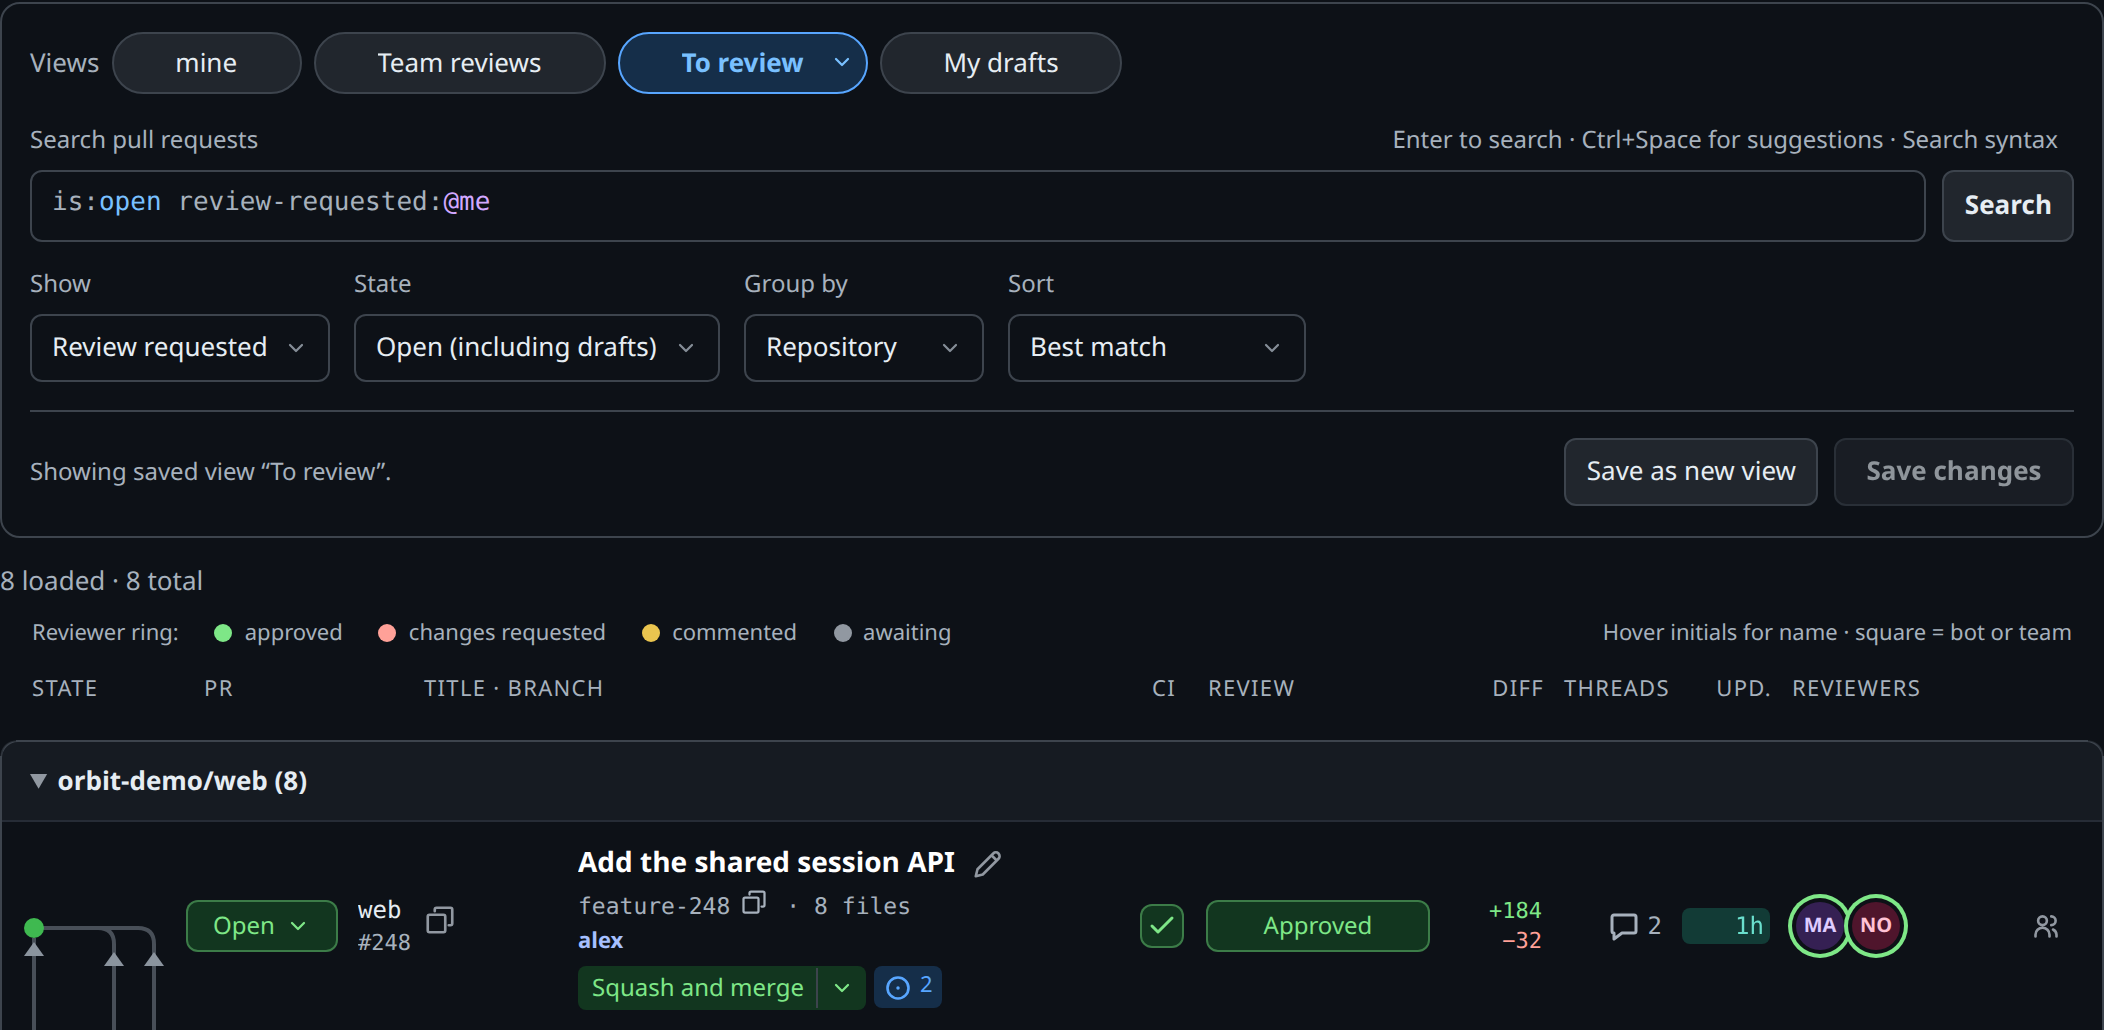 Views mine Team reviews To review My drafts
Search pull requests Enter to search · Ctrl+Space for suggestions · Search syntax
is:open review-requested:@me Search
Show State Group by Sort
Review requested Open (including drafts) Repository Best match
Showing saved view “To review”. Save as new view Save changes
8 loaded · 8 total
Reviewer ring: approved changes requested commented awaiting Hover initials for name · square = bot or team
STATE PR TITLE · BRANCH CI REVIEW DIFF THREADS UPD. REVIEWERS
orbit-demo/web (8)
Add the shared session API
Open web #248 feature-248 · 8 files Approved +184 −32 2 1h MA NO
alex
Squash and merge 2